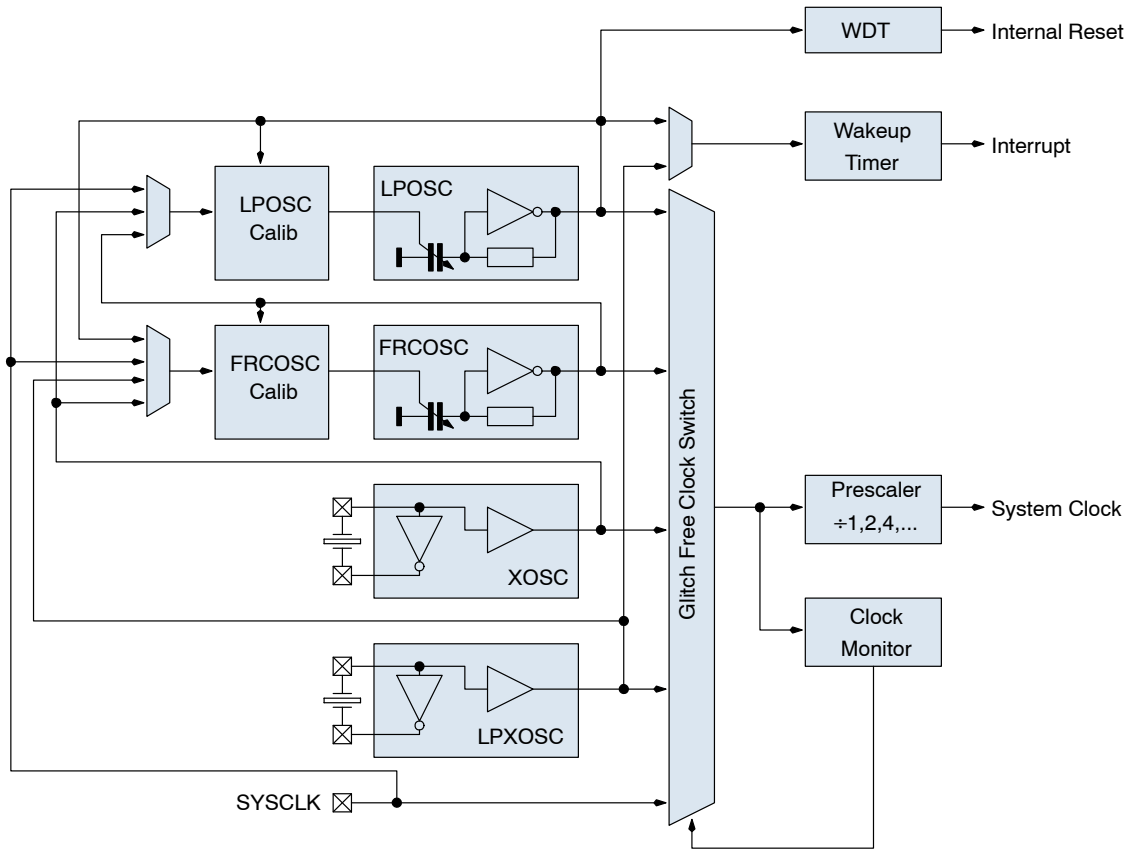 WDT
Internal Reset
Wakeup
Timer
Interrupt
LPOSC
Calib
LPOSC
FRCOSC
Calib
FRCOSC
Glitch Free Clock Switch
Prescaler
÷1,2,4,...
System Clock
XOSC
Clock
Monitor
LPXOSC
SYSCLK